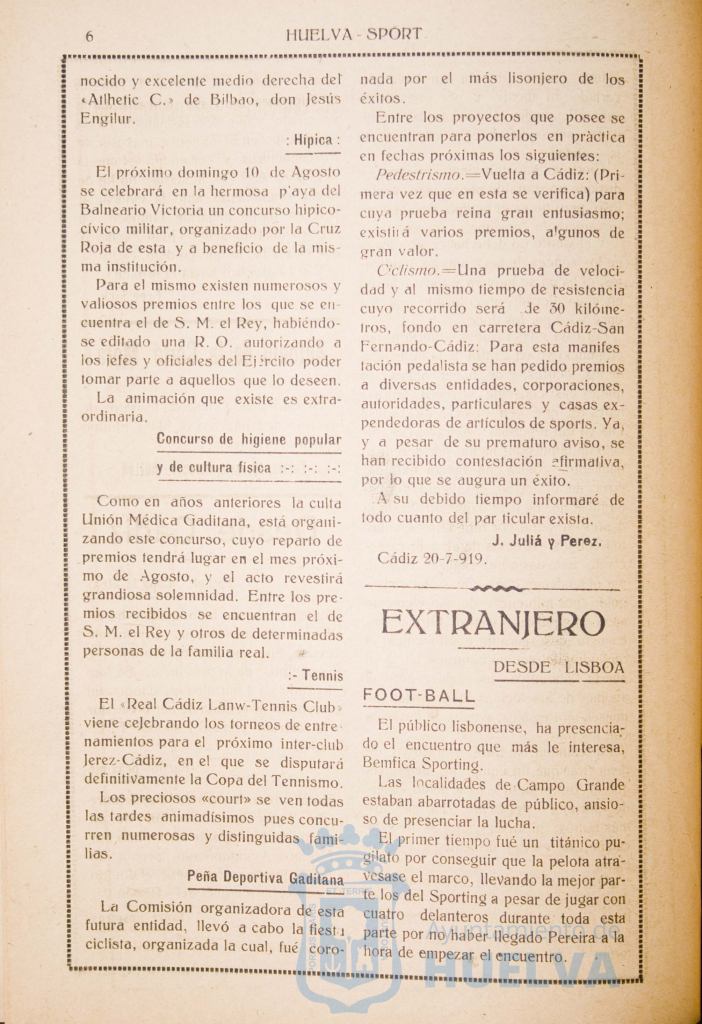 6
HUELVA - SPORT
nocido y excelente medio derecha del
«Atlhetic C.» de Bilbao, don Jesús
Engilur.
: Hípica :
El próximo domingo 10 de Agosto
se celebrará en la hermosa p'aya del
Balneario Victoria un concurso hipico-
cívico militar, organizado por la Cruz
Roja de esta y a beneficio de la mis-
ma institución.
Para el mismo existen numerosos y
valiosos premios entre los que se en-
cuentra el de S. M. el Rey, habiéndo-
se editado una R. O. autorizando a
los jefes y oficiales del Ejército poder
tomar parte a aquellos que lo deseen.
La animación que existe es extra-
ordinaria.
Concurso de higiene popular
y de cultura física :-: :-: :-:
Como en años anteriores la culta
Unión Médica Gaditana, está organi-
zando este concurso, cuyo reparto de
premios tendrá lugar en el mes próxi-
mo de Agosto, y el acto revestirá
grandiosa solemnidad. Entre los pre-
mios recibidos se encuentran el de
S. M. el Rey y otros de determinadas
personas de la familia real.
:- Tennis
El «Real Cádiz Lanw-Tennis Club»
viene celebrando los torneos de entre
namientos para el próximo inter-club
Jerez-Cádiz, en el que se disputará
definitivamente la Copa del Tennismo.
Los preciosos «court» se ven todas
las tardes animadísimos pues concu-
rren numerosas y distinguidas fami-
lias.
Peña Deportiva Gaditana
La Comisión organizadora de esta
futura entidad, llevó a cabo la fiesta
ciclista, organizada la cual, fué coro-
nada por el más lisonjero de los
éxitos.
Entre los proyectos que posee se
encuentran para ponerlos en pràctica
en fechas próximas los siguientes:
Pedestrismo.=Vuelta a Cádiz: (Pri-
mera vez que en esta se verifica) para
cuya prueba reina gran entusiasmo;
existirá varios premios, algunos de
gran valor.
Ciclismo.=Una prueba de veloci-
dad y al mismo tiempo de resistencia
cuyo recorrido será de 30 kilóme-
tros, fondo en carretera Cádiz-San
Fernando-Cádiz: Para esta manifes
tación pedalista se han pedido premios
a diversas entidades, corporaciones,
autoridades, particulares y casas ex-
pendedoras de artículos de sports. Ya,
y a pesar de su prematuro aviso, se
han recibido contestación afirmativa,
por lo que se augura un éxito.
A su debido tiempo informaré de
todo cuanto del par ticular exista.
J. Juliá y Perez.
Cádiz 20-7-919.
EXTRANJERO
DESDE LISBOA
FOOT-BALL
El público lisbonense, ha presencia-
do el encuentro que más le interesa,
Bemfica Sporting.
Las localidades de Campo Grande
estaban abarrotadas de público, ansio-
so de presenciar la lucha.
El primer tiempo fué un titánico pu-
gilato por conseguir que la pelota atra-
vesase el marco, llevando la mejor par-
te los del Sporting a pesar de jugar con
cuatro delanteros durante toda esta
parte por no haber llegado Pereira a la
hora de empezar el encuentro.
Ayuntamiento de
HUELVA